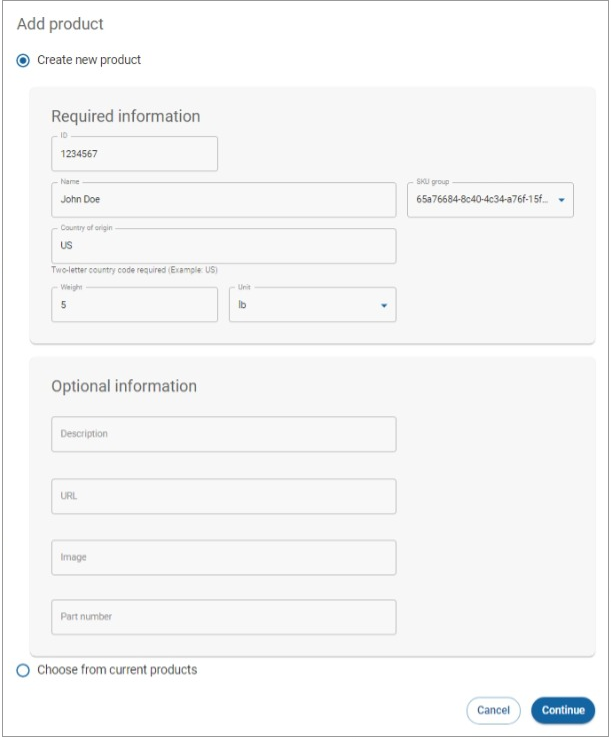 Add product
Create new product
Required information
ID
1234567
Name
John Doe
SKU group
65a76684-8c40-4c34-a76f-15f...
Country of origin
US
Two-letter country code required (Example: US)
Weight
5
Unit
lb
Optional information
Description
URL
Image
Part number
Choose from current products
Cancel
Continue